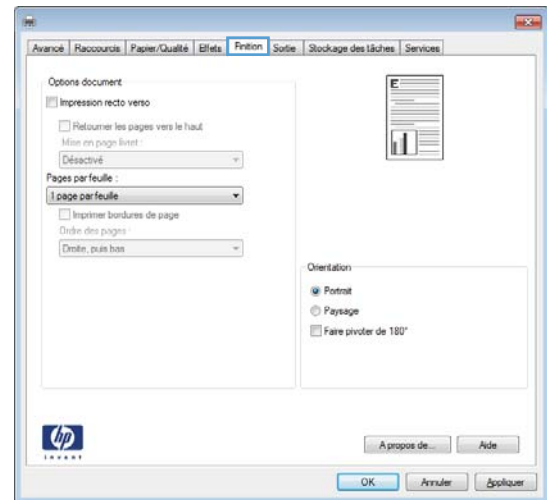 Avancé Raccourcis Papier/Qualité Effets Finition Sortie Stockage des tâches Services
Options document
Impression recto verso
Retourner les pages vers le haut
Mise en page livret :
Désactivé
Pages par feuille :
1 page par feuille
Imprimer bordures de page
Ordre des pages :
Droite, puis bas
E
Orientation
Portrait
Paysage
Faire pivoter de 180°
hp
invent
A propos de...
Aide
OK
Annuler
Appliquer